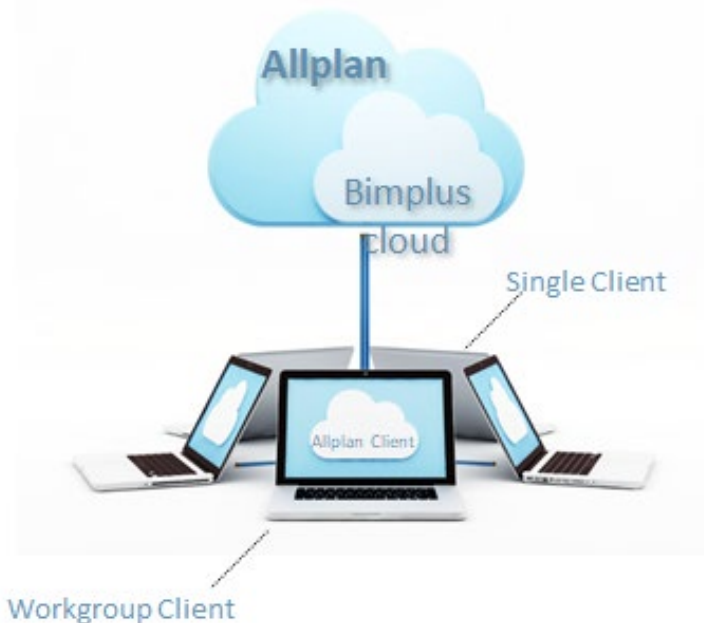 Allplan
Bimplus
cloud
Single Client
Allplan Client
Workgroup Client